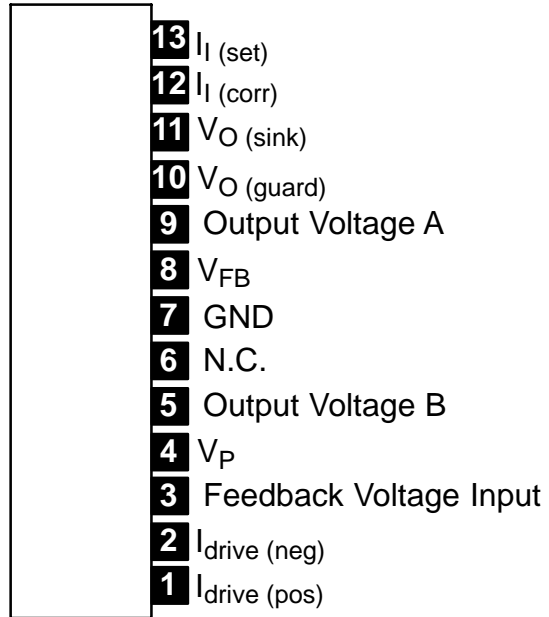 13 I_I (set)
12 I_I (corr)
11 V_O (sink)
10 V_O (guard)
9 Output Voltage A
8 V_FB
7 GND
6 N.C.
5 Output Voltage B
4 V_P
3 Feedback Voltage Input
2 I_drive (neg)
1 I_drive (pos)